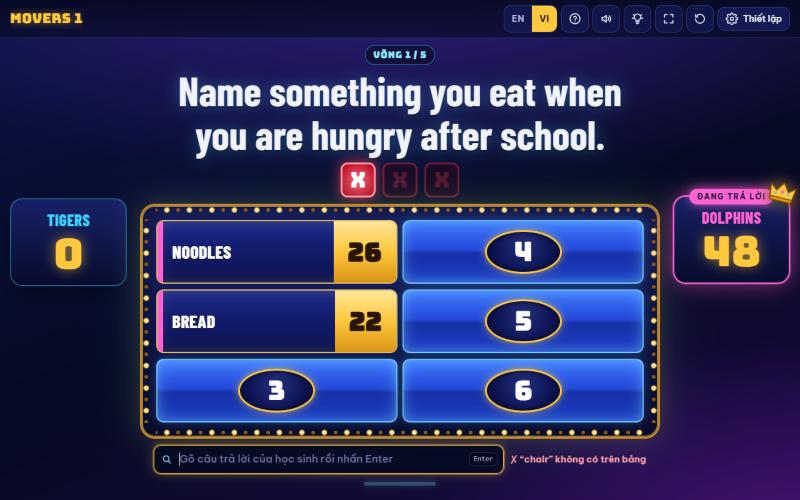 MOVERS 1
EN VI Thiết lập
VÒNG 1 / 5
Name something you eat when
you are hungry after school.
X X X
TIGERS
0
ĐANG TRẢ LỜI
DOLPHINS
48
NOODLES 26
4
BREAD 22
5
3
6
Gõ câu trả lời của học sinh rồi nhấn Enter
Enter
X “chair” không có trên bảng